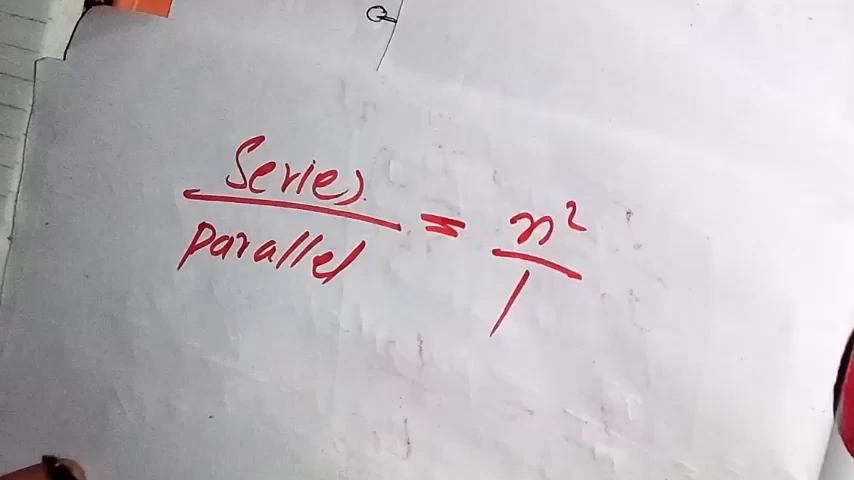 Series
parallel
=
n²
1